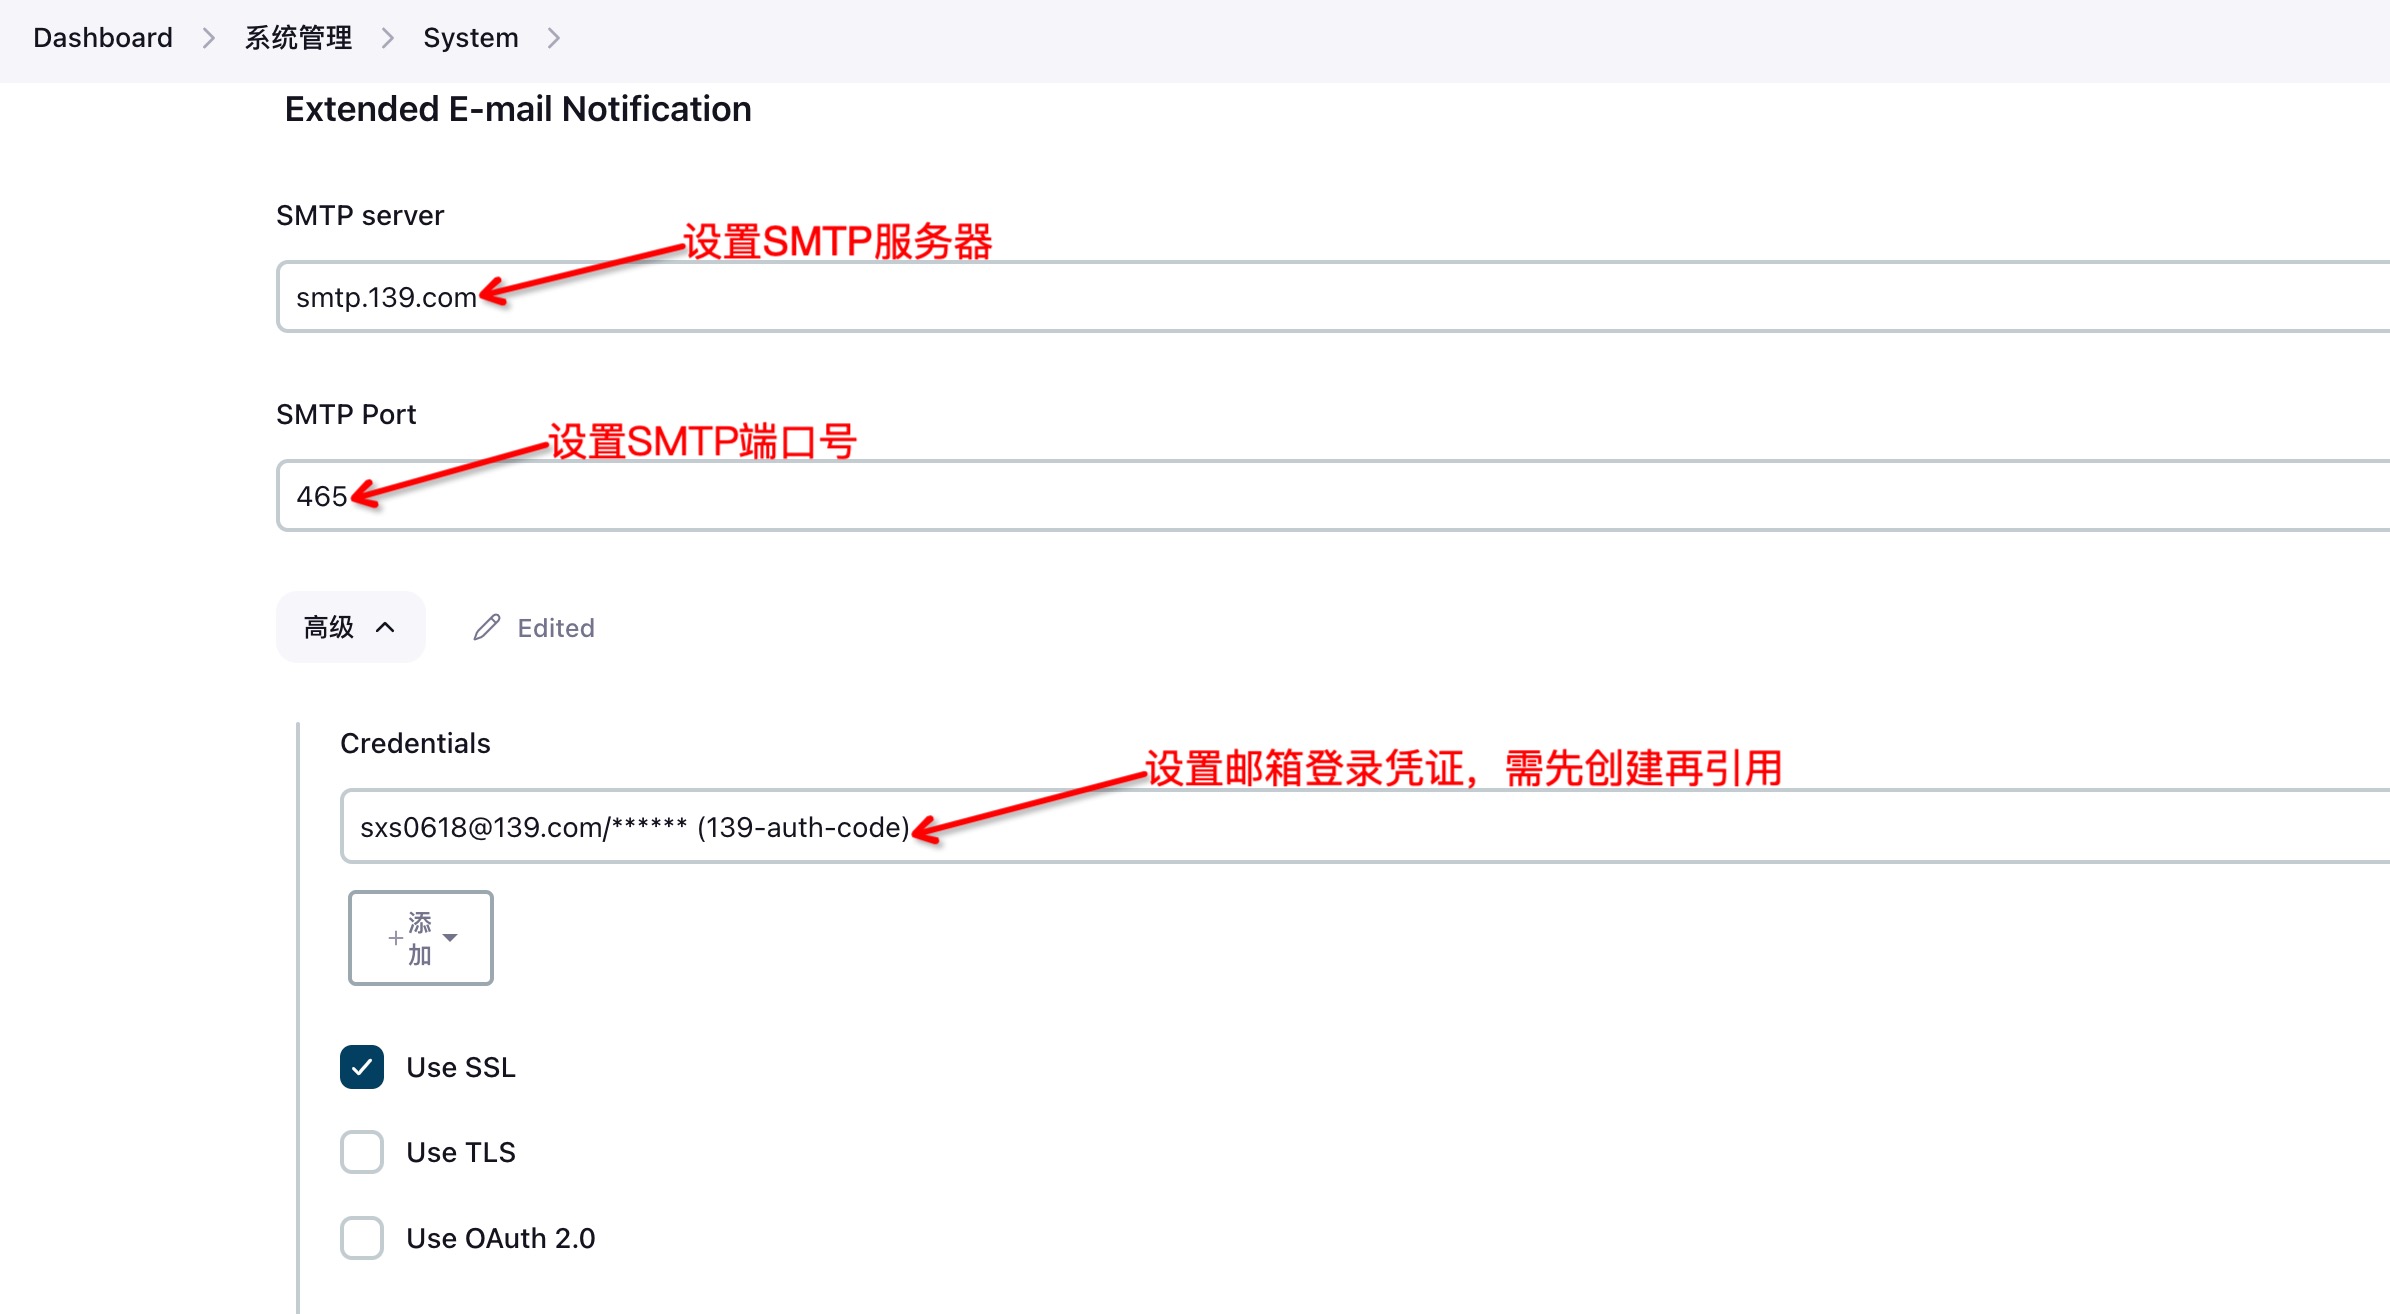 Dashboard 系统管理 System
Extended E-mail Notification
SMTP server
设置SMTP服务器
smtp.139.com
SMTP Port
设置SMTP端口号
465
高级 Edited
Credentials
设置邮箱登录凭证，需先创建再引用
sxs0618@139.com/****** (139-auth-code)
+添
加
Use SSL
Use TLS
Use OAuth 2.0